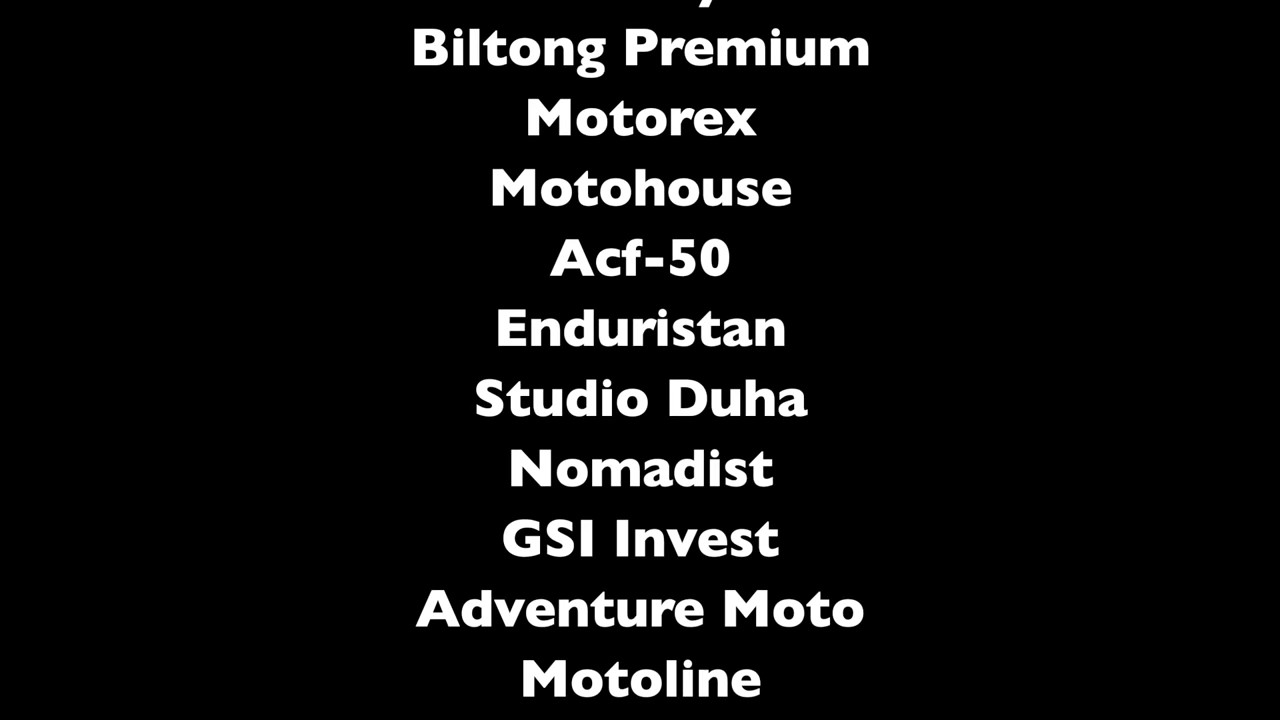 Biltong Premium
Motorex
Motohouse
Acf-50
Enduristan
Studio Duha
Nomadist
GSI Invest
Adventure Moto
Motoline